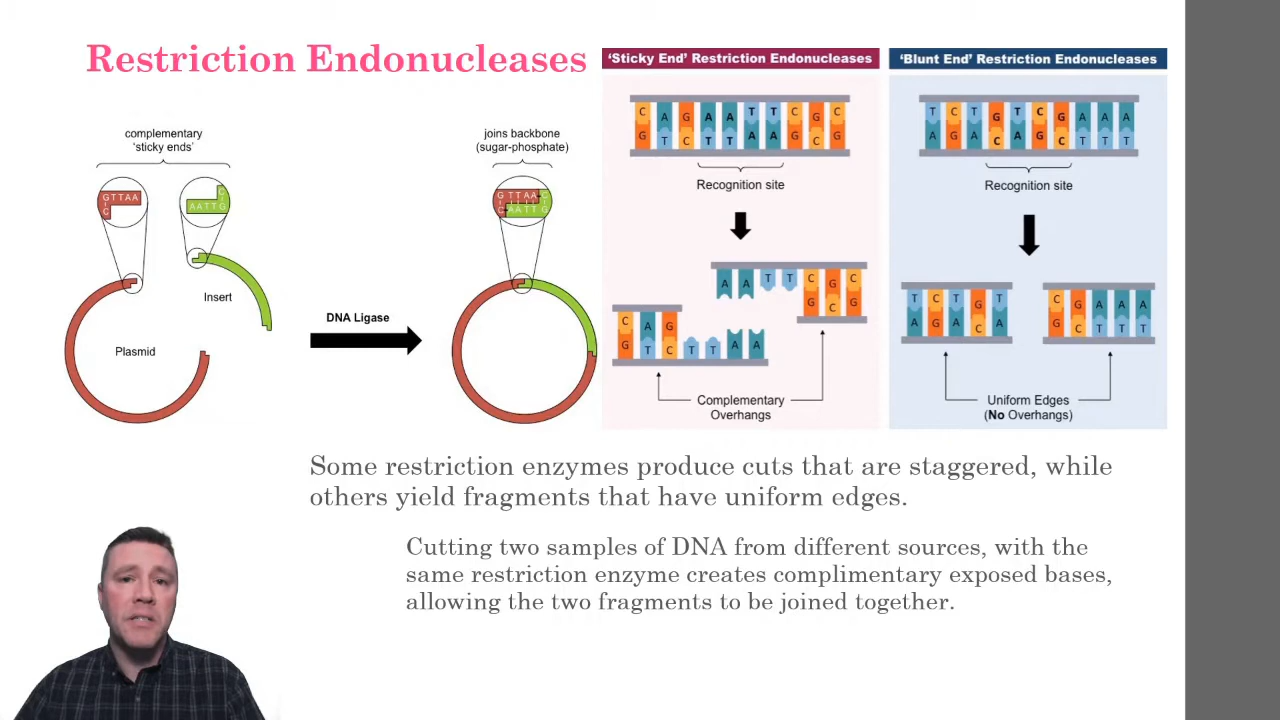 Restriction Endonucleases
complementary
'sticky ends'
G T T A A
C
C
A A T T G
Insert
Plasmid
DNA Ligase
joins backbone
(sugar-phosphate)
G T T A A C
C A A T T G
'Sticky End' Restriction Endonucleases
C A G A A T T C G C
G T C T T A A G C G
Recognition site
A A T T C G C
G C G
C A G
G T C T T A A
Complementary
Overhangs
'Blunt End' Restriction Endonucleases
T C T G T C G A A A
A G A C A G C T T T
Recognition site
T C T G T
A G A C A
C G A A A
G C T T T
Uniform Edges
(No Overhangs)
Some restriction enzymes produce cuts that are staggered, while
others yield fragments that have uniform edges.
Cutting two samples of DNA from different sources, with the
same restriction enzyme creates complimentary exposed bases,
allowing the two fragments to be joined together.